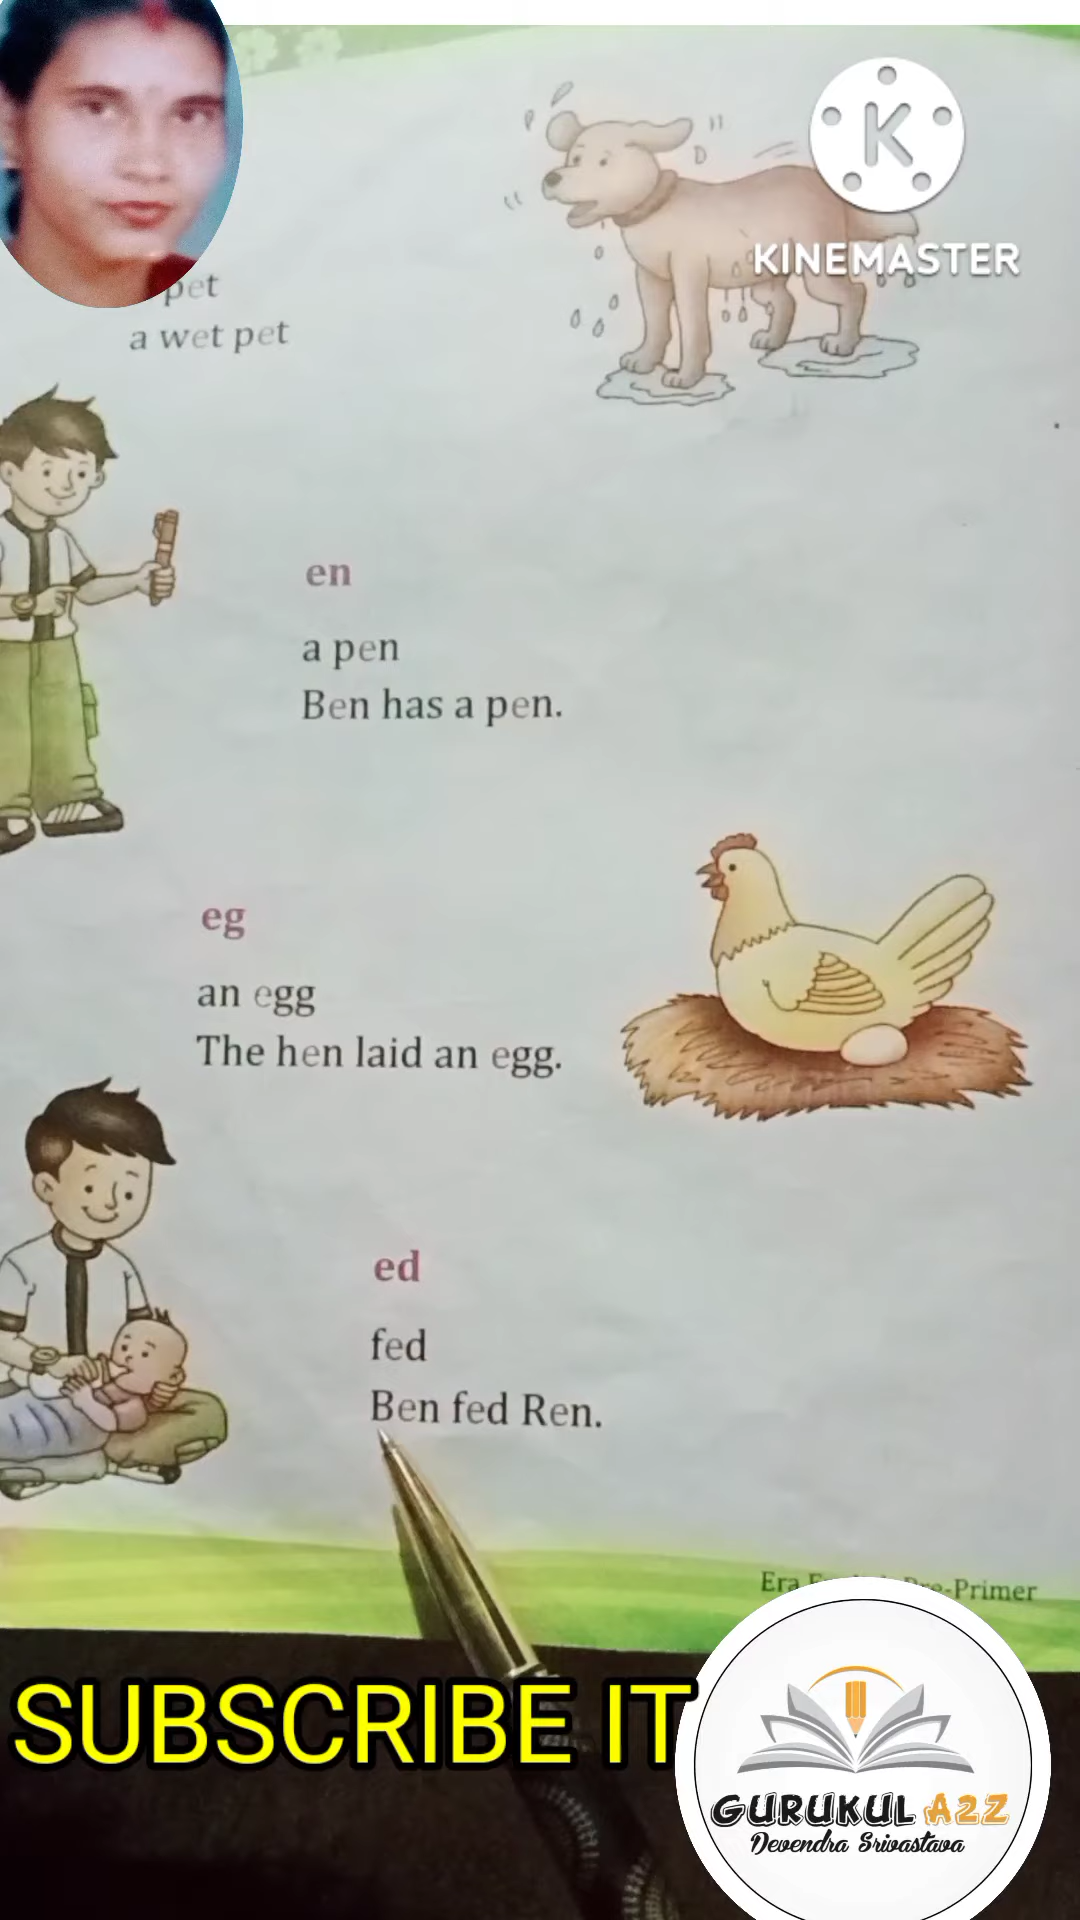 pet
a wet pet
K
KINEMASTER
en
a pen
Ben has a pen.
eg
an egg
The hen laid an egg.
ed
fed
Ben fed Ren.
Era
-Primer
SUBSCRIBE IT
GURUKUL A2Z
Devendra Srivastava